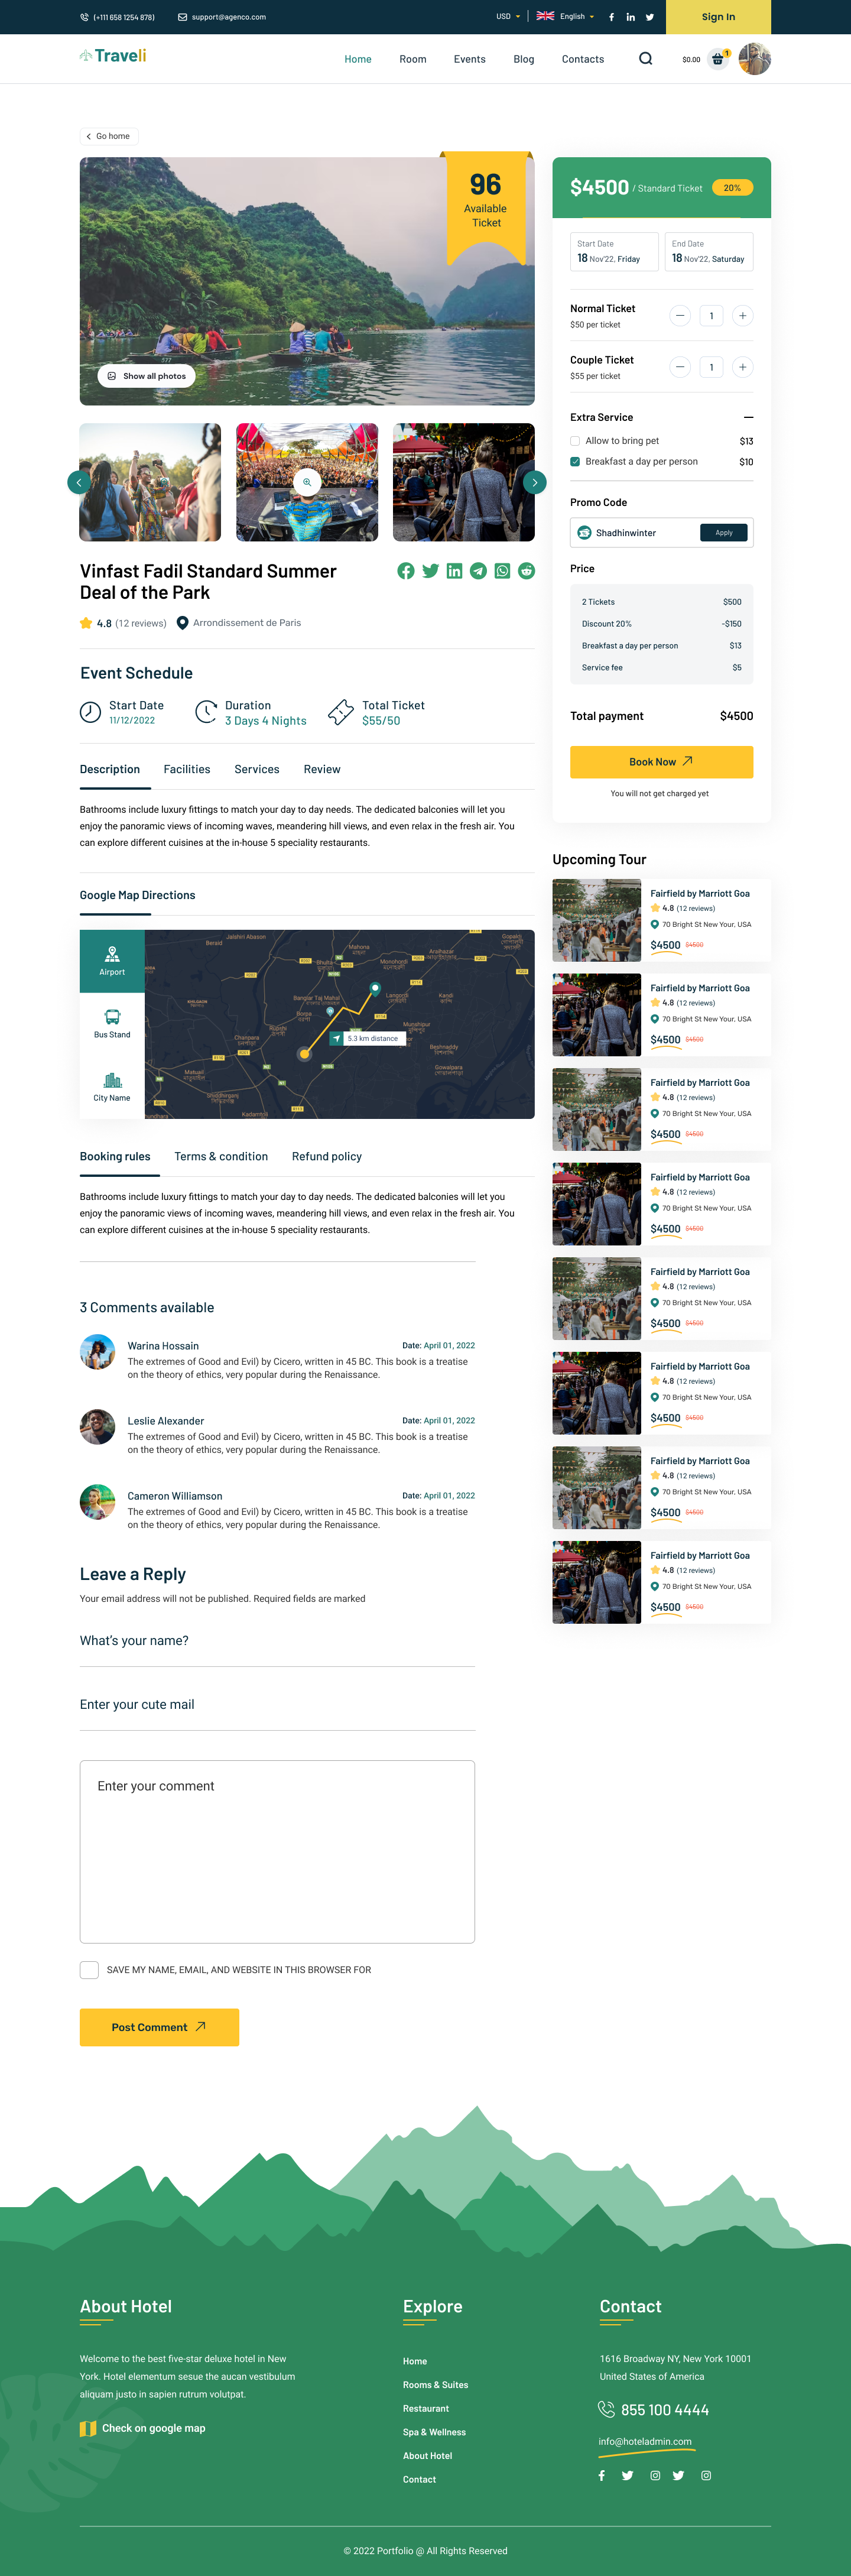 (+111 658 1254 878)
support@agenco.com
USD
English
Sign In
Traveli
Home
Room
Events
Blog
Contacts
$0.00
1
Go home
96
Available
Ticket
Show all photos
$4500 / Standard Ticket
20%
Start Date
18 Nov'22, Friday
End Date
18 Nov'22, Saturday
Normal Ticket
$50 per ticket
1
Couple Ticket
$55 per ticket
1
Extra Service
Allow to bring pet
$13
Breakfast a day per person
$10
Promo Code
Shadhinwinter
Apply
Price
2 Tickets
$500
Discount 20%
-$150
Breakfast a day per person
$13
Service fee
$5
Total payment
$4500
Book Now
You will not get charged yet
Vinfast Fadil Standard Summer
Deal of the Park
4.8 (12 reviews)
Arrondissement de Paris
Event Schedule
Start Date
11/12/2022
Duration
3 Days 4 Nights
Total Ticket
$55/50
Description
Facilities
Services
Review
Bathrooms include luxury fittings to match your day to day needs. The dedicated balconies will let you
enjoy the panoramic views of incoming waves, meandering hill views, and even relax in the fresh air. You
can explore different cuisines at the in-house 5 speciality restaurants.
Google Map Directions
Airport
Bus Stand
City Name
5.3 km distance
Booking rules
Terms & condition
Refund policy
Bathrooms include luxury fittings to match your day to day needs. The dedicated balconies will let you
enjoy the panoramic views of incoming waves, meandering hill views, and even relax in the fresh air. You
can explore different cuisines at the in-house 5 speciality restaurants.
3 Comments available
Warina Hossain
Date: April 01, 2022
The extremes of Good and Evil) by Cicero, written in 45 BC. This book is a treatise
on the theory of ethics, very popular during the Renaissance.
Leslie Alexander
Date: April 01, 2022
The extremes of Good and Evil) by Cicero, written in 45 BC. This book is a treatise
on the theory of ethics, very popular during the Renaissance.
Cameron Williamson
Date: April 01, 2022
The extremes of Good and Evil) by Cicero, written in 45 BC. This book is a treatise
on the theory of ethics, very popular during the Renaissance.
Leave a Reply
Your email address will not be published. Required fields are marked
What's your name?
Enter your cute mail
Enter your comment
SAVE MY NAME, EMAIL, AND WEBSITE IN THIS BROWSER FOR
Post Comment
Upcoming Tour
Fairfield by Marriott Goa
4.8 (12 reviews)
70 Bright St New Your, USA
$4500 $4500
Fairfield by Marriott Goa
4.8 (12 reviews)
70 Bright St New Your, USA
$4500 $4500
Fairfield by Marriott Goa
4.8 (12 reviews)
70 Bright St New Your, USA
$4500 $4500
Fairfield by Marriott Goa
4.8 (12 reviews)
70 Bright St New Your, USA
$4500 $4500
Fairfield by Marriott Goa
4.8 (12 reviews)
70 Bright St New Your, USA
$4500 $4500
Fairfield by Marriott Goa
4.8 (12 reviews)
70 Bright St New Your, USA
$4500 $4500
Fairfield by Marriott Goa
4.8 (12 reviews)
70 Bright St New Your, USA
$4500 $4500
Fairfield by Marriott Goa
4.8 (12 reviews)
70 Bright St New Your, USA
$4500 $4500
About Hotel
Welcome to the best five-star deluxe hotel in New
York. Hotel elementum sesue the aucan vestibulum
aliquam justo in sapien rutrum volutpat.
Check on google map
Explore
Home
Rooms & Suites
Restaurant
Spa & Wellness
About Hotel
Contact
Contact
1616 Broadway NY, New York 10001
United States of America
855 100 4444
info@hoteladmin.com
© 2022 Portfolio @ All Rights Reserved